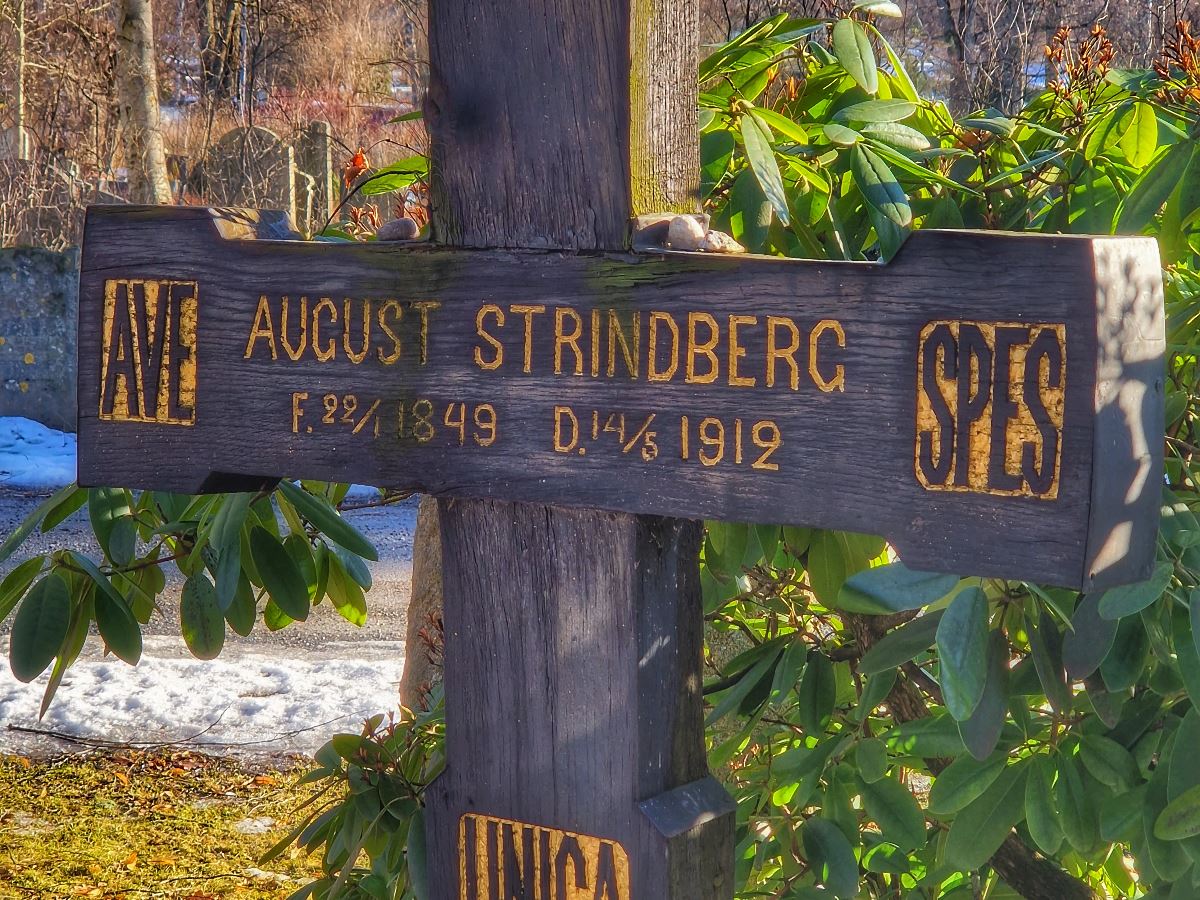 AVE
AUGUST STRINDBERG
F. 22/1 1849 D. 14/5 1912
SPES
UNICA